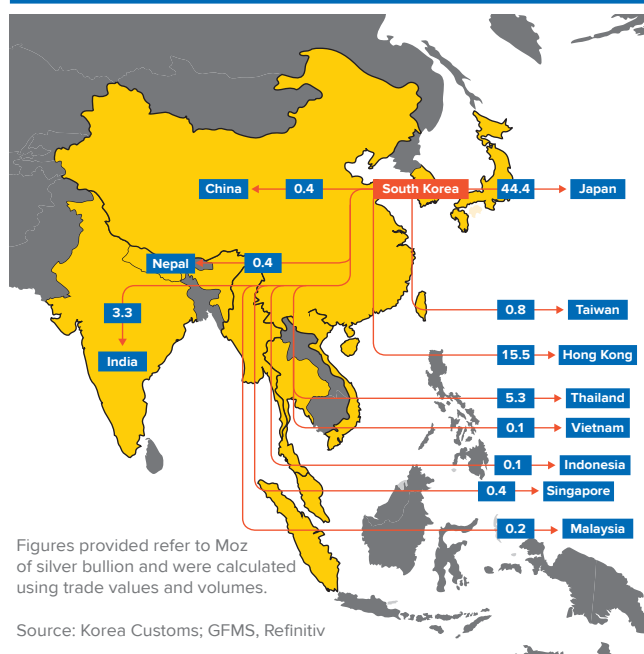 China
0.4
South Korea
44.4
Japan
Nepal
0.4
3.3
India
0.8
Taiwan
15.5
Hong Kong
5.3
Thailand
0.1
Vietnam
0.1
Indonesia
0.4
Singapore
0.2
Malaysia
Figures provided refer to Moz
of silver bullion and were calculated
using trade values and volumes.
Source: Korea Customs; GFMS, Refinitiv